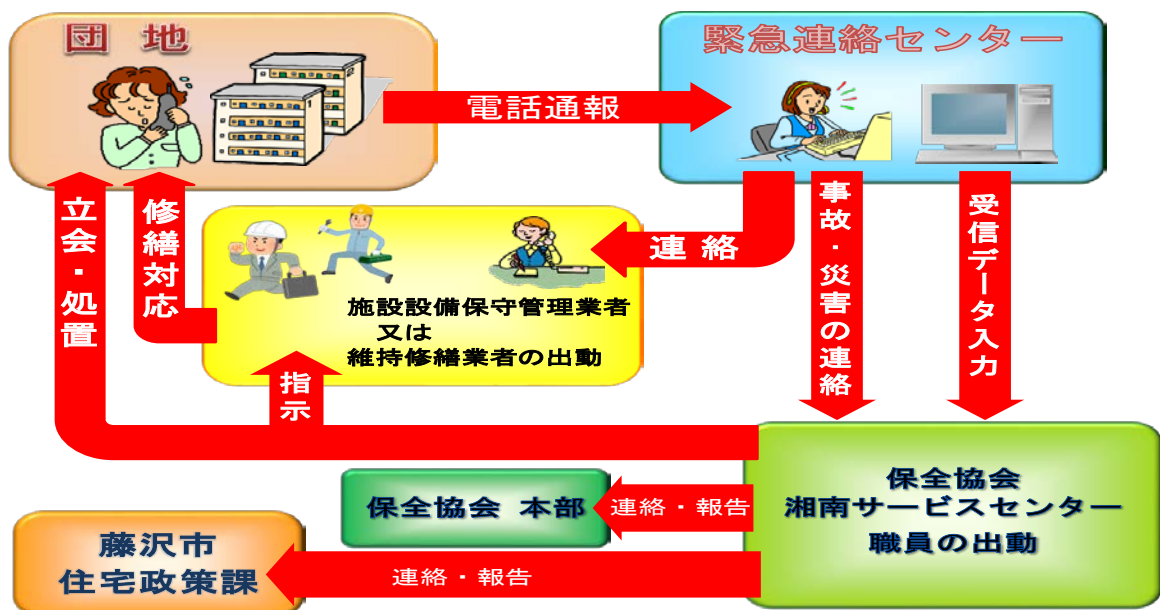 団 地
緊急連絡センター
電話通報
立会・処置
修繕対応
連 絡
事故・災害の連絡
受信データ入力
施設設備保守管理業者
又は
維持修繕業者の出動
指示
保全協会
湘南サービスセンター
職員の出動
保全協会 本部
連絡・報告
藤沢市
住宅政策課
連絡・報告